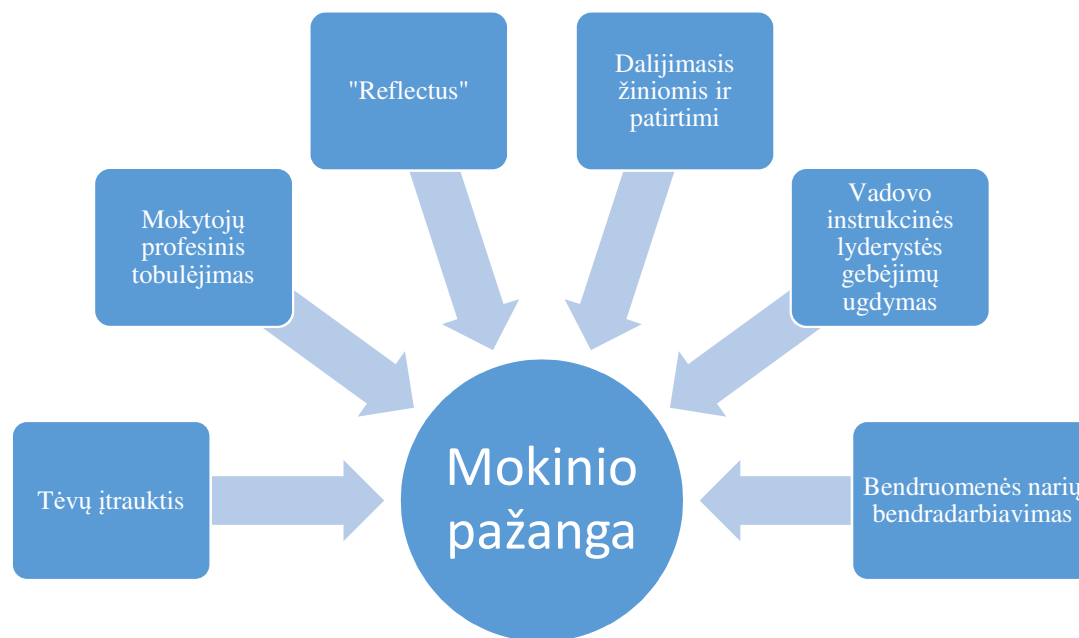 "Reflectus"
Dalijimasis
žiniomis ir
patirtimi
Mokytojų
profesinis
tobulėjimas
Vadovo
instrukcinės
lyderystės
gebėjimų
ugdymas
Tėvų įtrauktis
Mokinio
pažanga
Bendruomenės narių
bendradarbiavimas